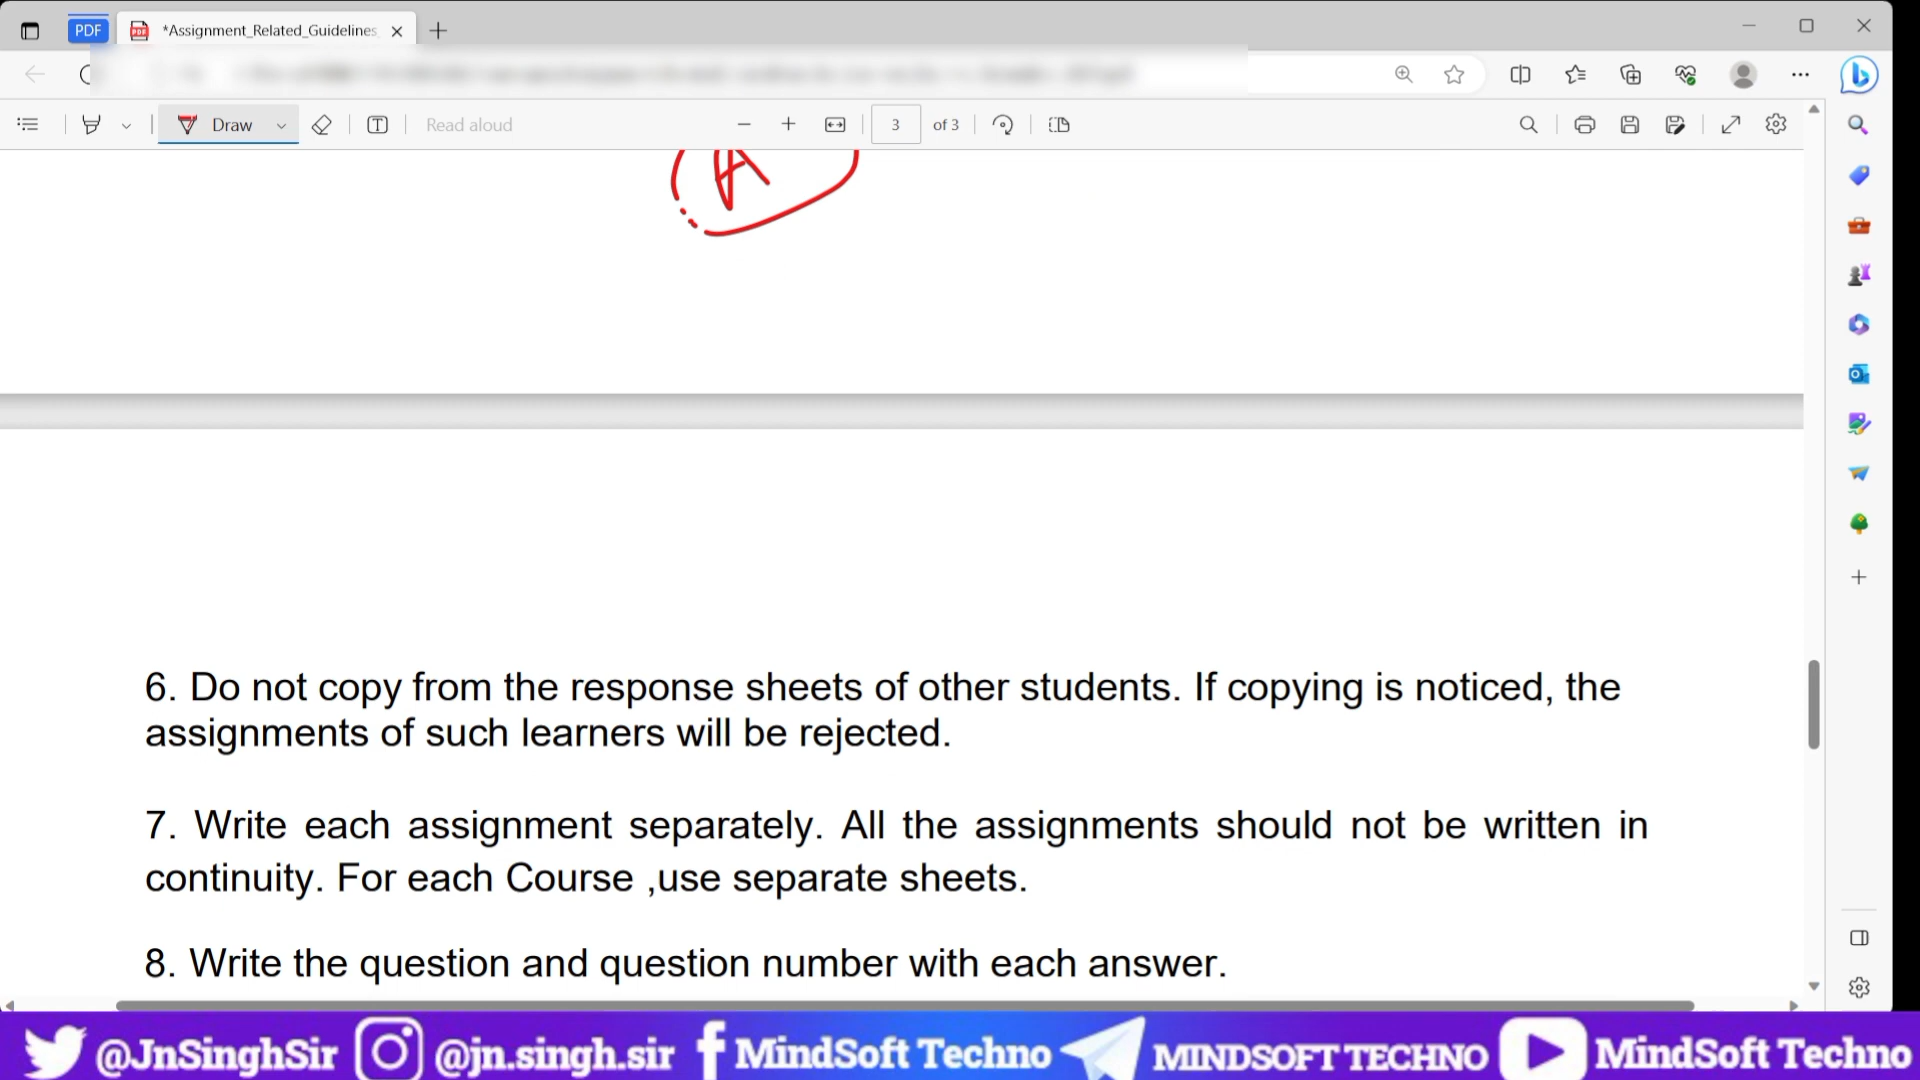 PDF *Assignment_Related_Guidelines
Draw Read aloud 3 of 3
A
6. Do not copy from the response sheets of other students. If copying is noticed, the
assignments of such learners will be rejected.
7. Write each assignment separately. All the assignments should not be written in
continuity. For each Course ,use separate sheets.
8. Write the question and question number with each answer.
@JnSinghSir @jn.singh.sir MindSoft Techno MINDSOFT TECHNO MindSoft Techno